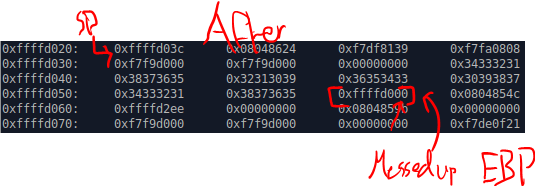 SP After
0xffffd020: 0xffffd03c 0x08048624 0xf7df8139 0xf7fa0808
0xffffd030: 0xf7f9d000 0xf7f9d000 0x00000000 0x34333231
0xffffd040: 0x38373635 0x32313039 0x36353433 0x30393837
0xffffd050: 0x34333231 0x38373635 [0xffffd000] 0x0804854c
0xffffd060: 0xffffd2ee 0x00000000 0x0804859b 0x00000000
0xffffd070: 0xf7f9d000 0xf7f9d000 0x00000000 0xf7de0f21
Messed up EBP